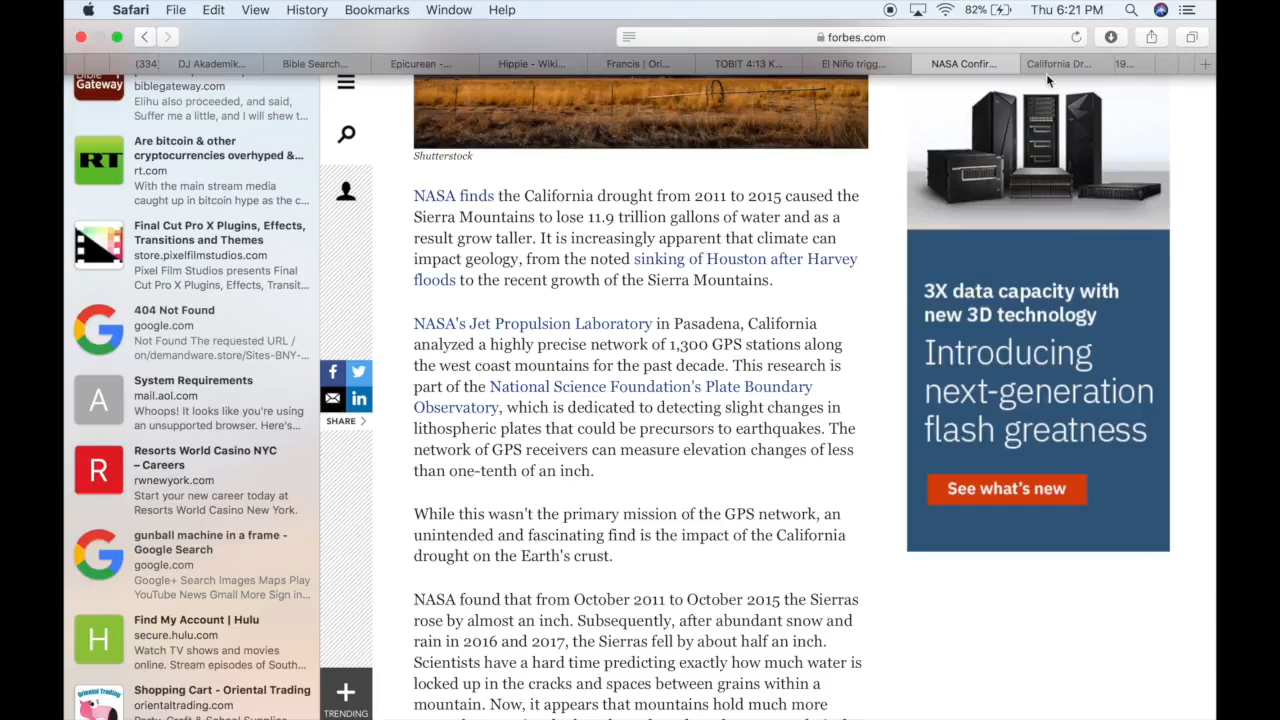 Safari File Edit View History Bookmarks Window Help 82% Thu 6:21 PM
forbes.com
(334 DJ Akademik... Bible Search... Epicurean -... Hippie - Wiki... Francis | Ori... TOBIT 4:13 K... El Niño trigg... NASA Confir... California Dr... 19...
Bible
Gateway
biblegateway.com
Elihu also proceeded, and said,
Suffer me a little, and I will shew t...
RT
Are bitcoin & other
cryptocurrencies overhyped &...
rt.com
With the main stream media
caught up in bitcoin hype as the c...
Final Cut Pro X Plugins, Effects,
Transitions and Themes
store.pixelfilmstudios.com
Pixel Film Studios presents Final
Cut Pro X Plugins, Effects, Transit...
G
404 Not Found
google.com
Not Found The requested URL /
on/demandware.store/Sites-BNY-...
A
System Requirements
mail.aol.com
Whoops! It looks like you're using
an unsupported browser. Here's...
R
Resorts World Casino NYC
– Careers
rwnewyork.com
Start your new career today at
Resorts World Casino New York.
G
gunball machine in a frame -
Google Search
google.com
Google+ Search Images Maps Play
YouTube News Gmail More Sign in...
H
Find My Account | Hulu
secure.hulu.com
Watch TV shows and movies
online. Stream episodes of South...
Oriental Trading
Shopping Cart - Oriental Trading
orientaltrading.com
f
in
SHARE
+
TRENDING
Shutterstock
NASA finds the California drought from 2011 to 2015 caused the
Sierra Mountains to lose 11.9 trillion gallons of water and as a
result grow taller. It is increasingly apparent that climate can
impact geology, from the noted sinking of Houston after Harvey
floods to the recent growth of the Sierra Mountains.
NASA's Jet Propulsion Laboratory in Pasadena, California
analyzed a highly precise network of 1,300 GPS stations along
the west coast mountains for the past decade. This research is
part of the National Science Foundation's Plate Boundary
Observatory, which is dedicated to detecting slight changes in
lithospheric plates that could be precursors to earthquakes. The
network of GPS receivers can measure elevation changes of less
than one-tenth of an inch.
While this wasn't the primary mission of the GPS network, an
unintended and fascinating find is the impact of the California
drought on the Earth's crust.
NASA found that from October 2011 to October 2015 the Sierras
rose by almost an inch. Subsequently, after abundant snow and
rain in 2016 and 2017, the Sierras fell by about half an inch.
Scientists have a hard time predicting exactly how much water is
locked up in the cracks and spaces between grains within a
mountain. Now, it appears that mountains hold much more
3X data capacity with
new 3D technology
Introducing
next-generation
flash greatness
See what's new